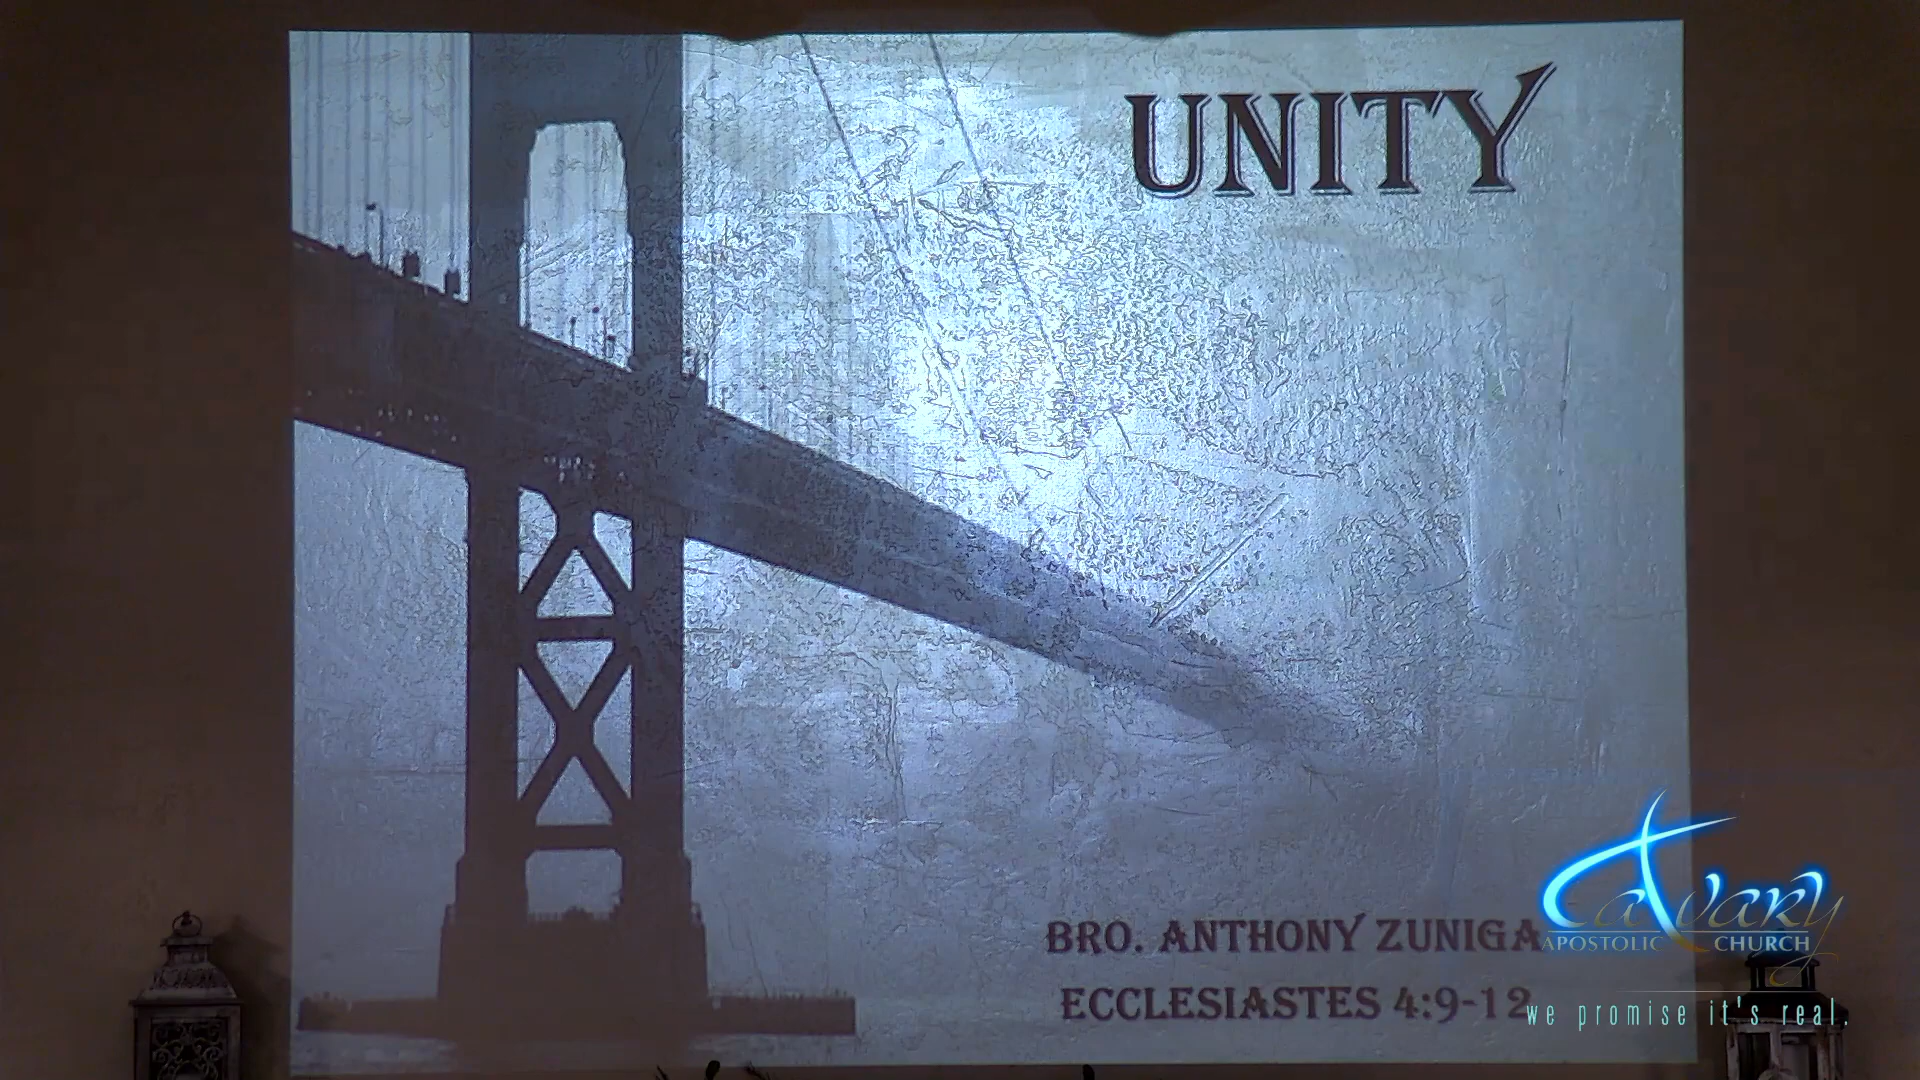 UNITY
BRO. ANTHONY ZUNIGA
ECCLESIASTES 4:9-12
Calvary
APOSTOLIC CHURCH
we promise it's real.